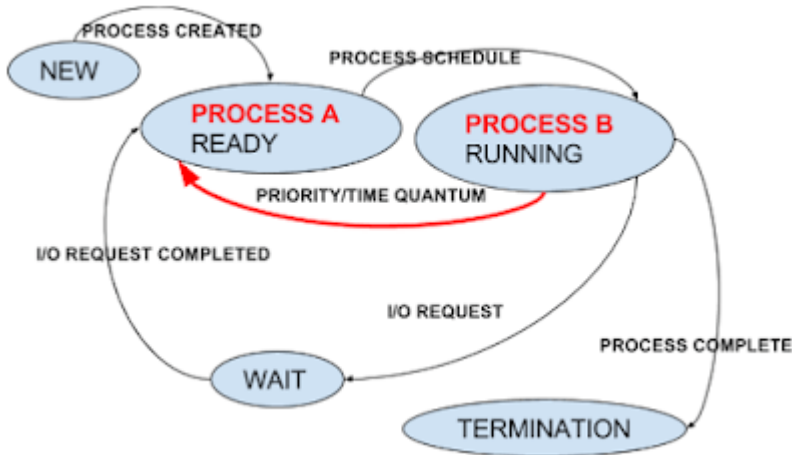 PROCESS CREATED
NEW
PROCESS SCHEDULE
PROCESS A
READY
PROCESS B
RUNNING
PRIORITY/TIME QUANTUM
I/O REQUEST COMPLETED
I/O REQUEST
PROCESS COMPLETE
WAIT
TERMINATION